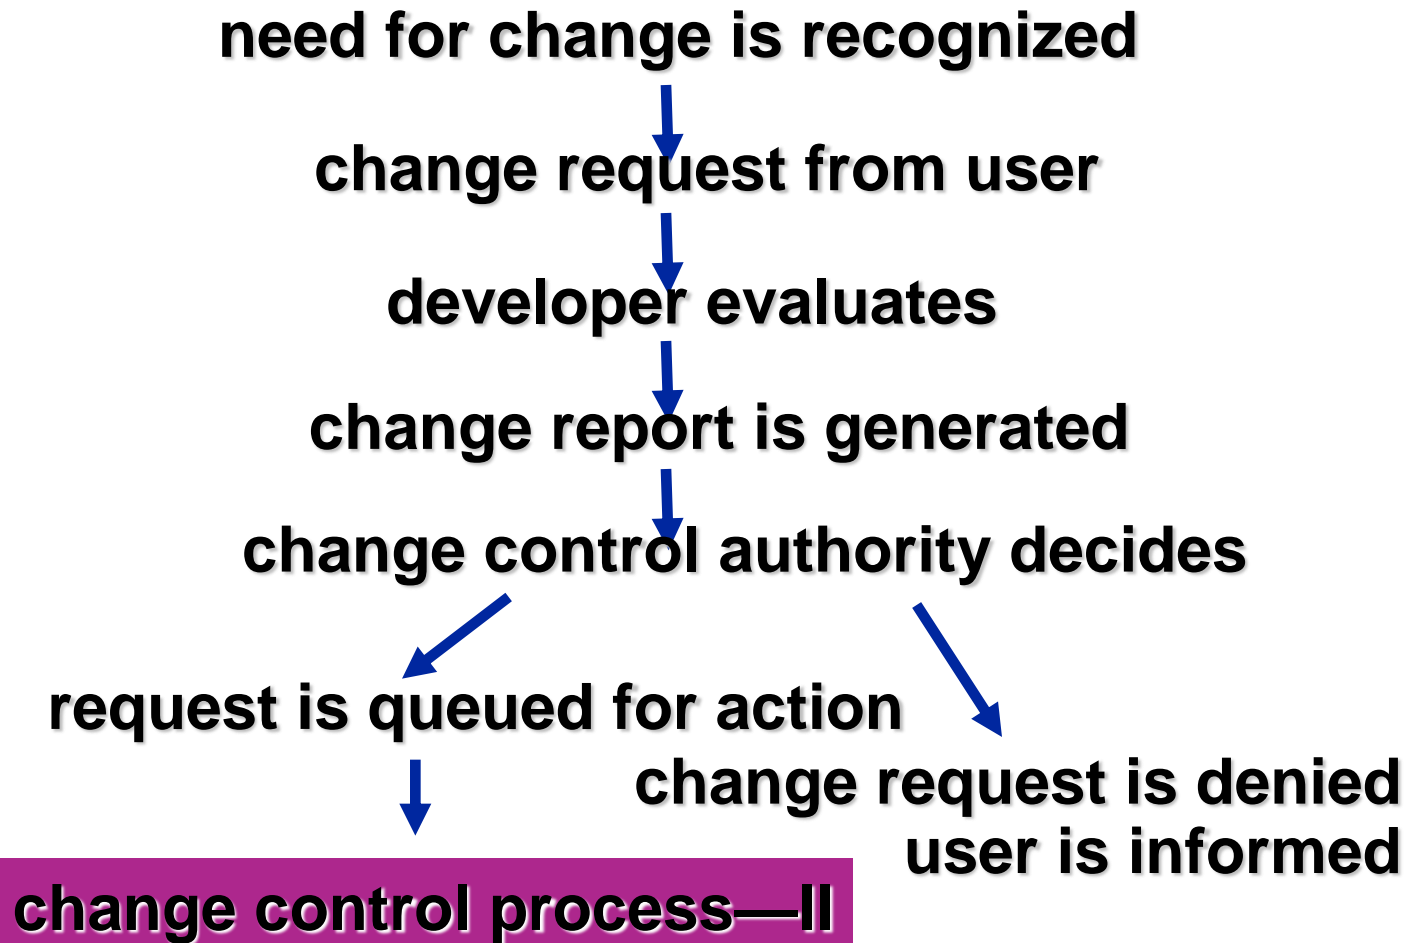 need for change is recognized
change request from user
developer evaluates
change report is generated
change control authority decides
request is queued for action
change request is denied
user is informed
change control process—II